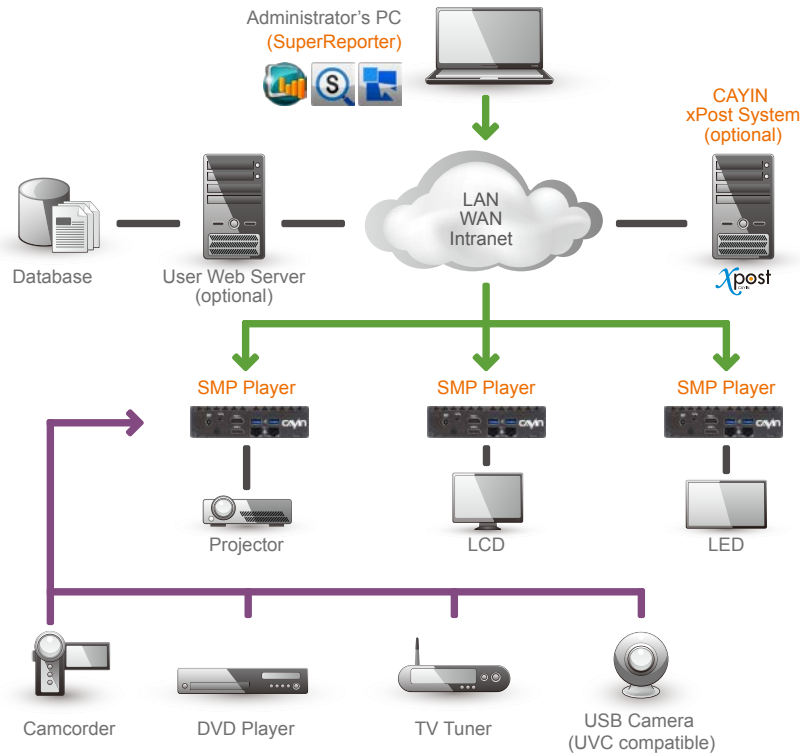 Administrator's PC
(SuperReporter)
S
CAYIN
xPost System
(optional)
LAN
WAN
Intranet
Database
User Web Server
(optional)
Xpost
CAYIN
SMP Player
SMP Player
SMP Player
CAYIN
CAYIN
CAYIN
Projector
LCD
LED
Camcorder
DVD Player
TV Tuner
USB Camera
(UVC compatible)